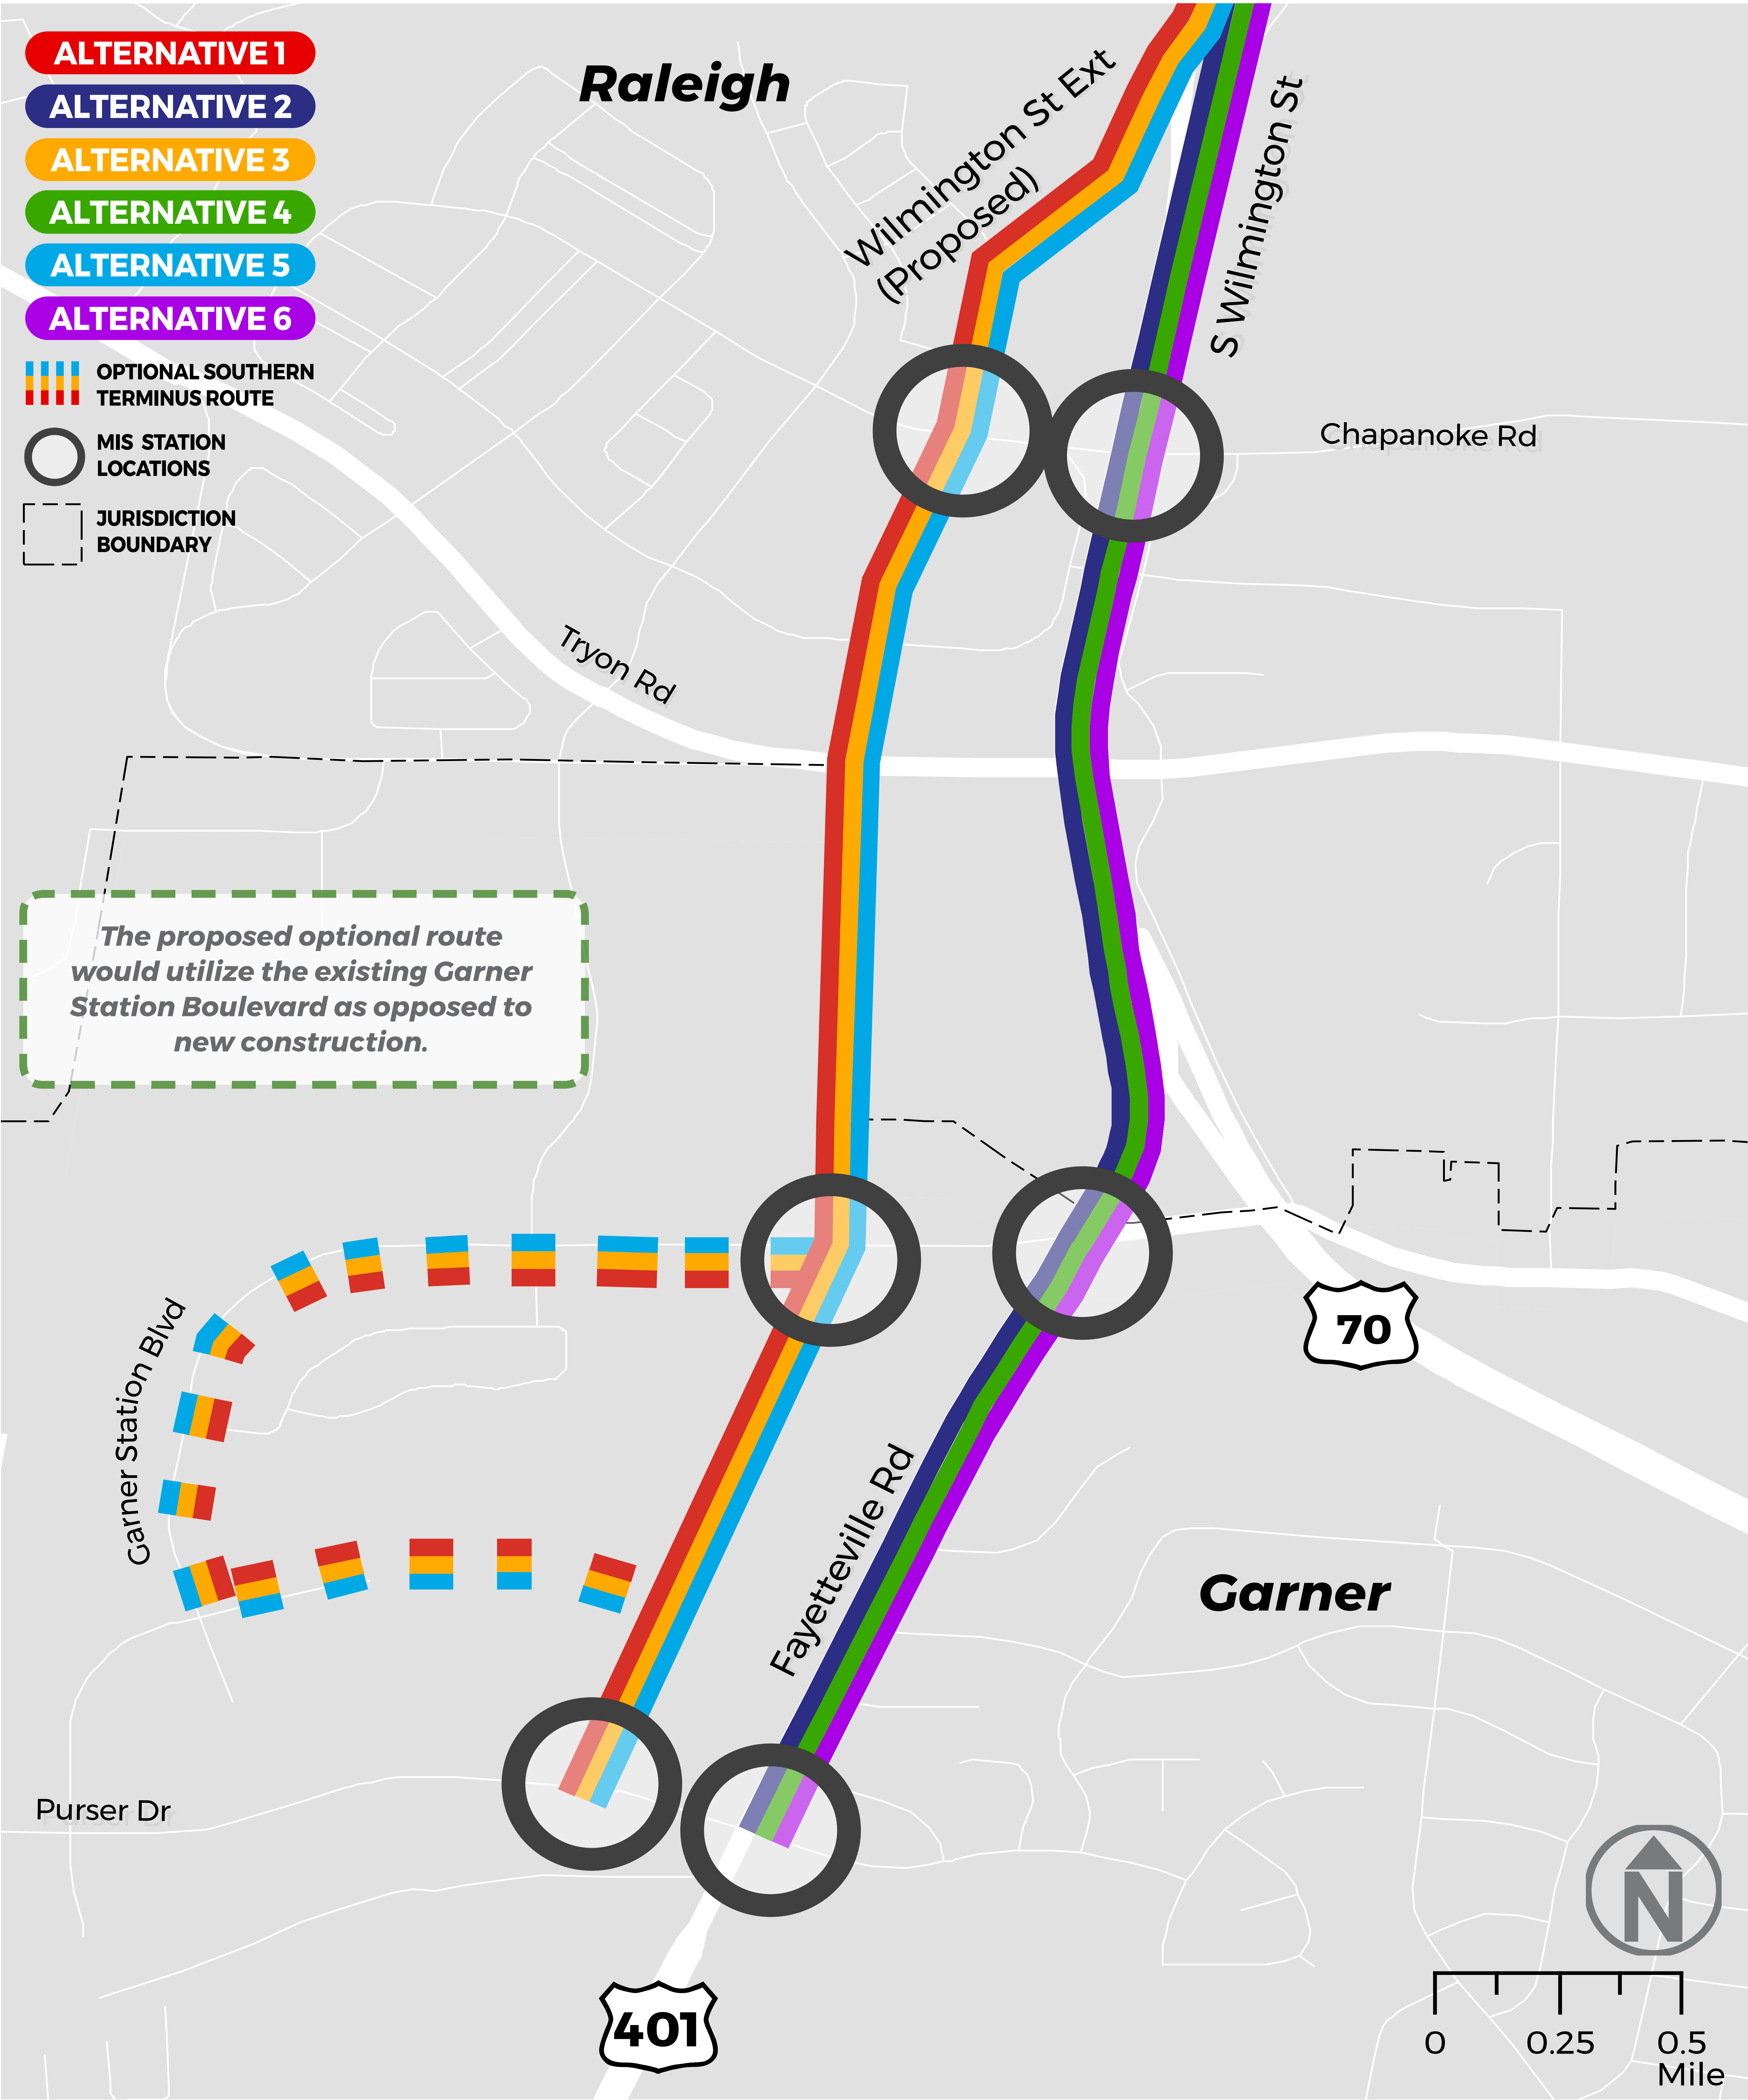 ALTERNATIVE 1
ALTERNATIVE 2
ALTERNATIVE 3
ALTERNATIVE 4
ALTERNATIVE 5
ALTERNATIVE 6
OPTIONAL SOUTHERN
TERMINUS ROUTE
MIS STATION
LOCATIONS
JURISDICTION
BOUNDARY
Raleigh
Wilmington St Ext
(Proposed)
S Wilmington St
Chapanoke Rd
Tryon Rd
The proposed optional route
would utilize the existing Garner
Station Boulevard as opposed to
new construction.
Garner Station Blvd
70
Fayetteville Rd
Garner
Purser Dr
401
N
0 0.25 0.5
Mile